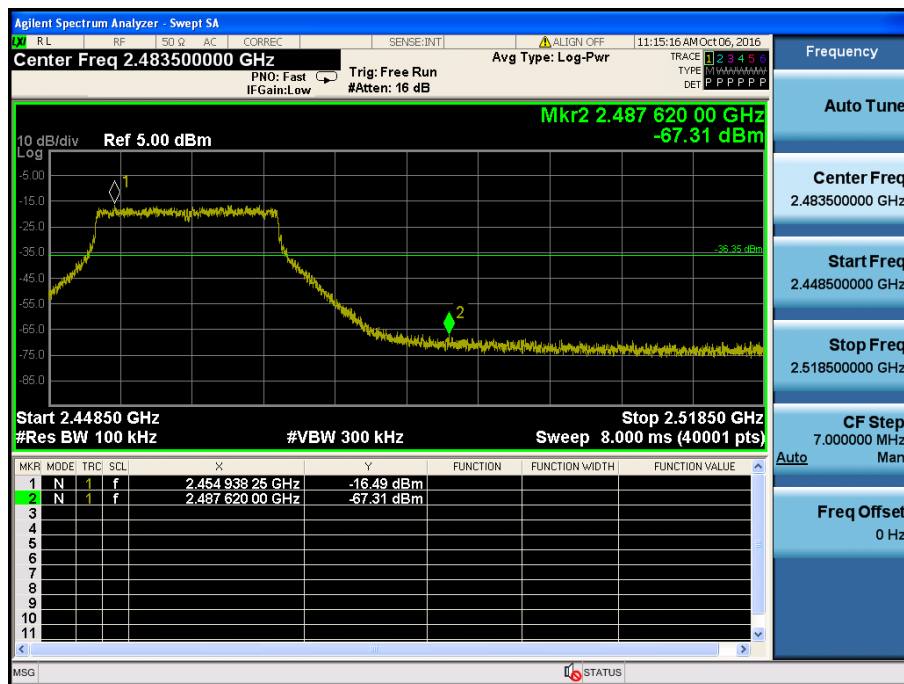 Agilent Spectrum Analyzer - Swept SA
LXI RL RF 50 Ω AC CORREC SENSE:INT ALIGN OFF 11:15:16 AM Oct 06, 2016
Center Freq 2.483500000 GHz
PNO: Fast
IFGain:Low
Trig: Free Run
#Atten: 16 dB
Avg Type: Log-Pwr
TRACE 1 2 3 4 5 6
TYPE MWWWWW
DET P P P P P P
Mkr2 2.487 620 00 GHz
-67.31 dBm
10 dB/div Ref 5.00 dBm
Log
-5.00
-15.0
-25.0
-35.0
-45.0
-55.0
-65.0
-75.0
-85.0
1
-36.35 dBm
2
Start 2.44850 GHz Stop 2.51850 GHz
#Res BW 100 kHz #VBW 300 kHz Sweep 8.000 ms (40001 pts)
MKR MODE TRC SCL X Y FUNCTION FUNCTION WIDTH FUNCTION VALUE
1 N 1 f 2.454 938 25 GHz -16.49 dBm
2 N 1 f 2.487 620 00 GHz -67.31 dBm
3
4
5
6
7
8
9
10
11
MSG STATUS
Frequency
Auto Tune
Center Freq
2.483500000 GHz
Start Freq
2.448500000 GHz
Stop Freq
2.518500000 GHz
CF Step
7.000000 MHz
Auto Man
Freq Offset
0 Hz